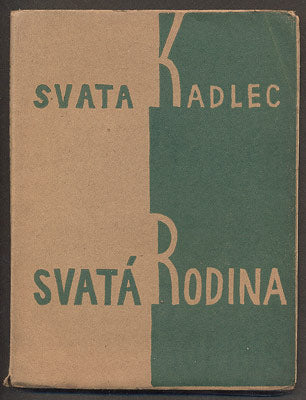 SVATA KADLEC
SVATÁ RODINA